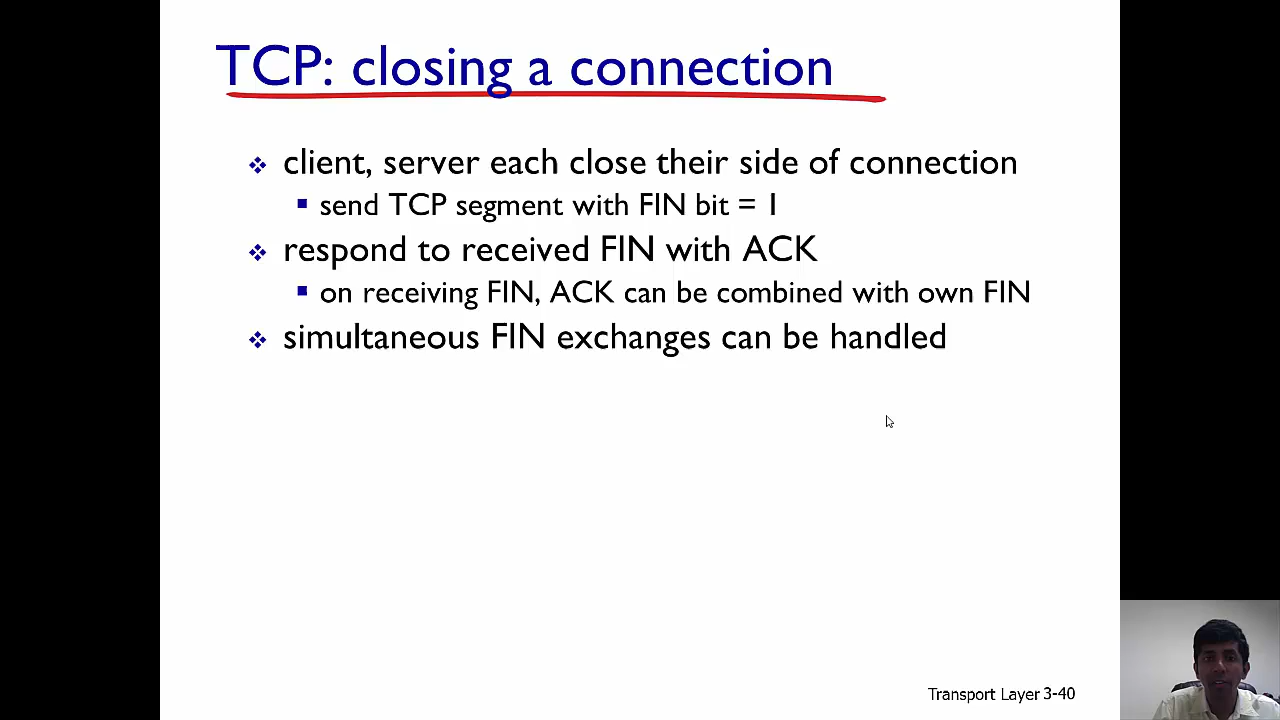 TCP: closing a connection
client, server each close their side of connection
send TCP segment with FIN bit = 1
respond to received FIN with ACK
on receiving FIN, ACK can be combined with own FIN
simultaneous FIN exchanges can be handled
Transport Layer 3-40